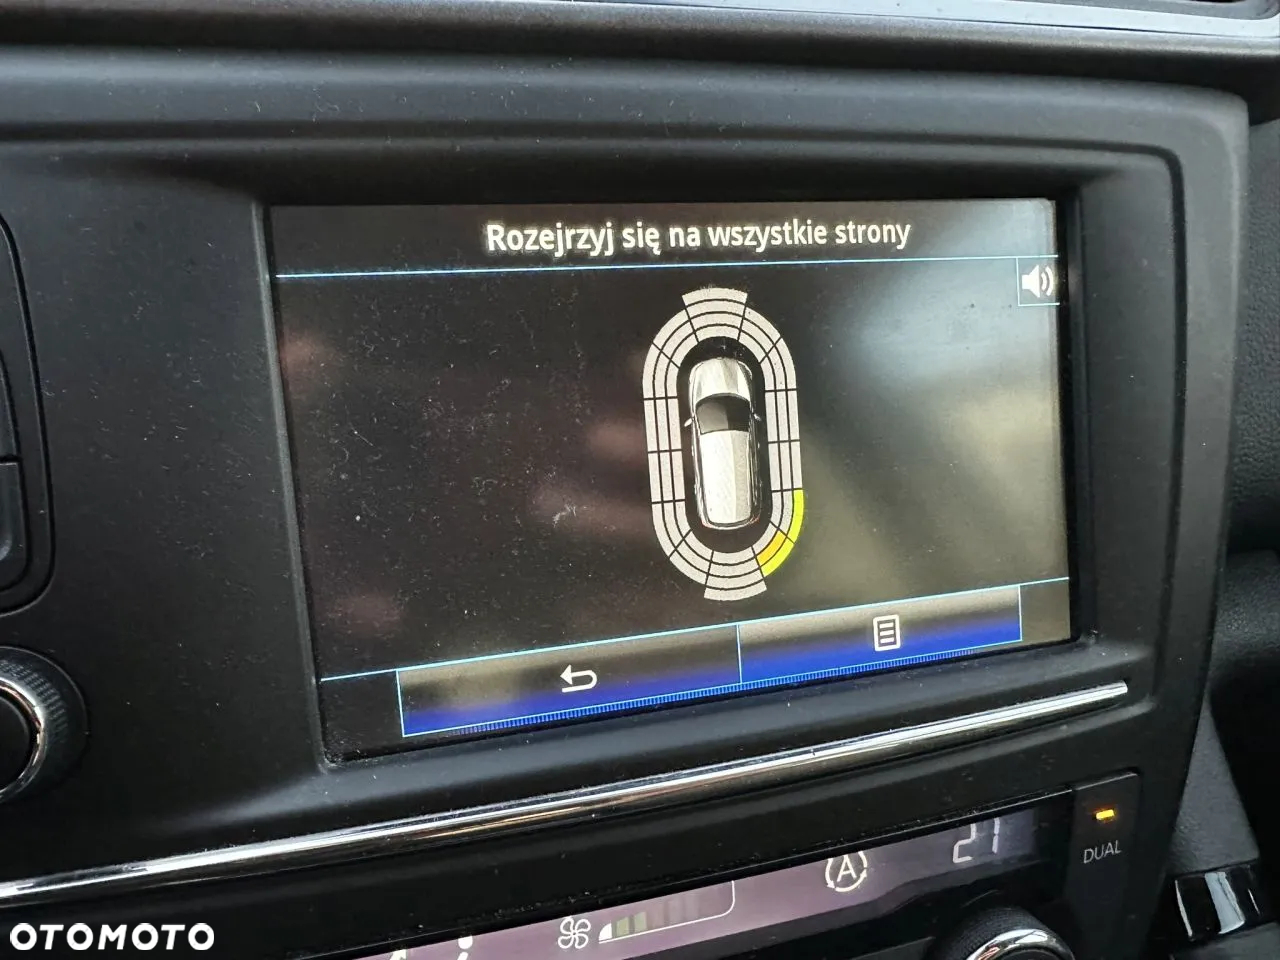 Rozejrzyj się na wszystkie strony
A
21
DUAL
OTOMOTO